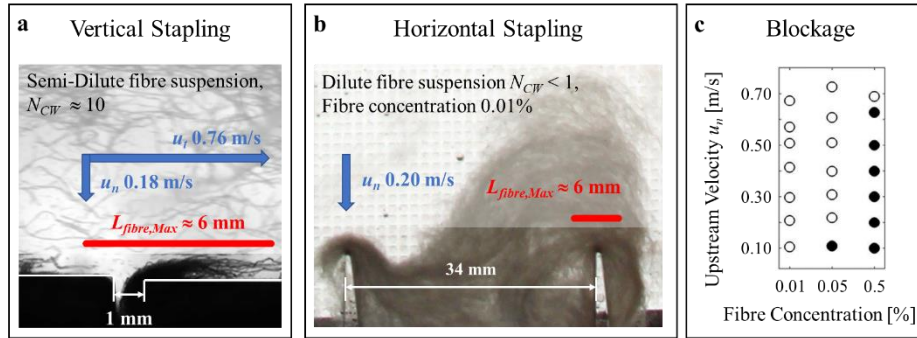 a Vertical Stapling
Semi-Dilute fibre suspension,
N_CW ≈ 10
u_t 0.76 m/s
u_n 0.18 m/s
L_fibre,Max ≈ 6 mm
1 mm
b Horizontal Stapling
Dilute fibre suspension N_CW < 1,
Fibre concentration 0.01%
u_n 0.20 m/s
L_fibre,Max ≈ 6 mm
34 mm
c Blockage
Upstream Velocity u_n [m/s]
0.70
0.50
0.30
0.10
0.01 0.05 0.5
Fibre Concentration [%]